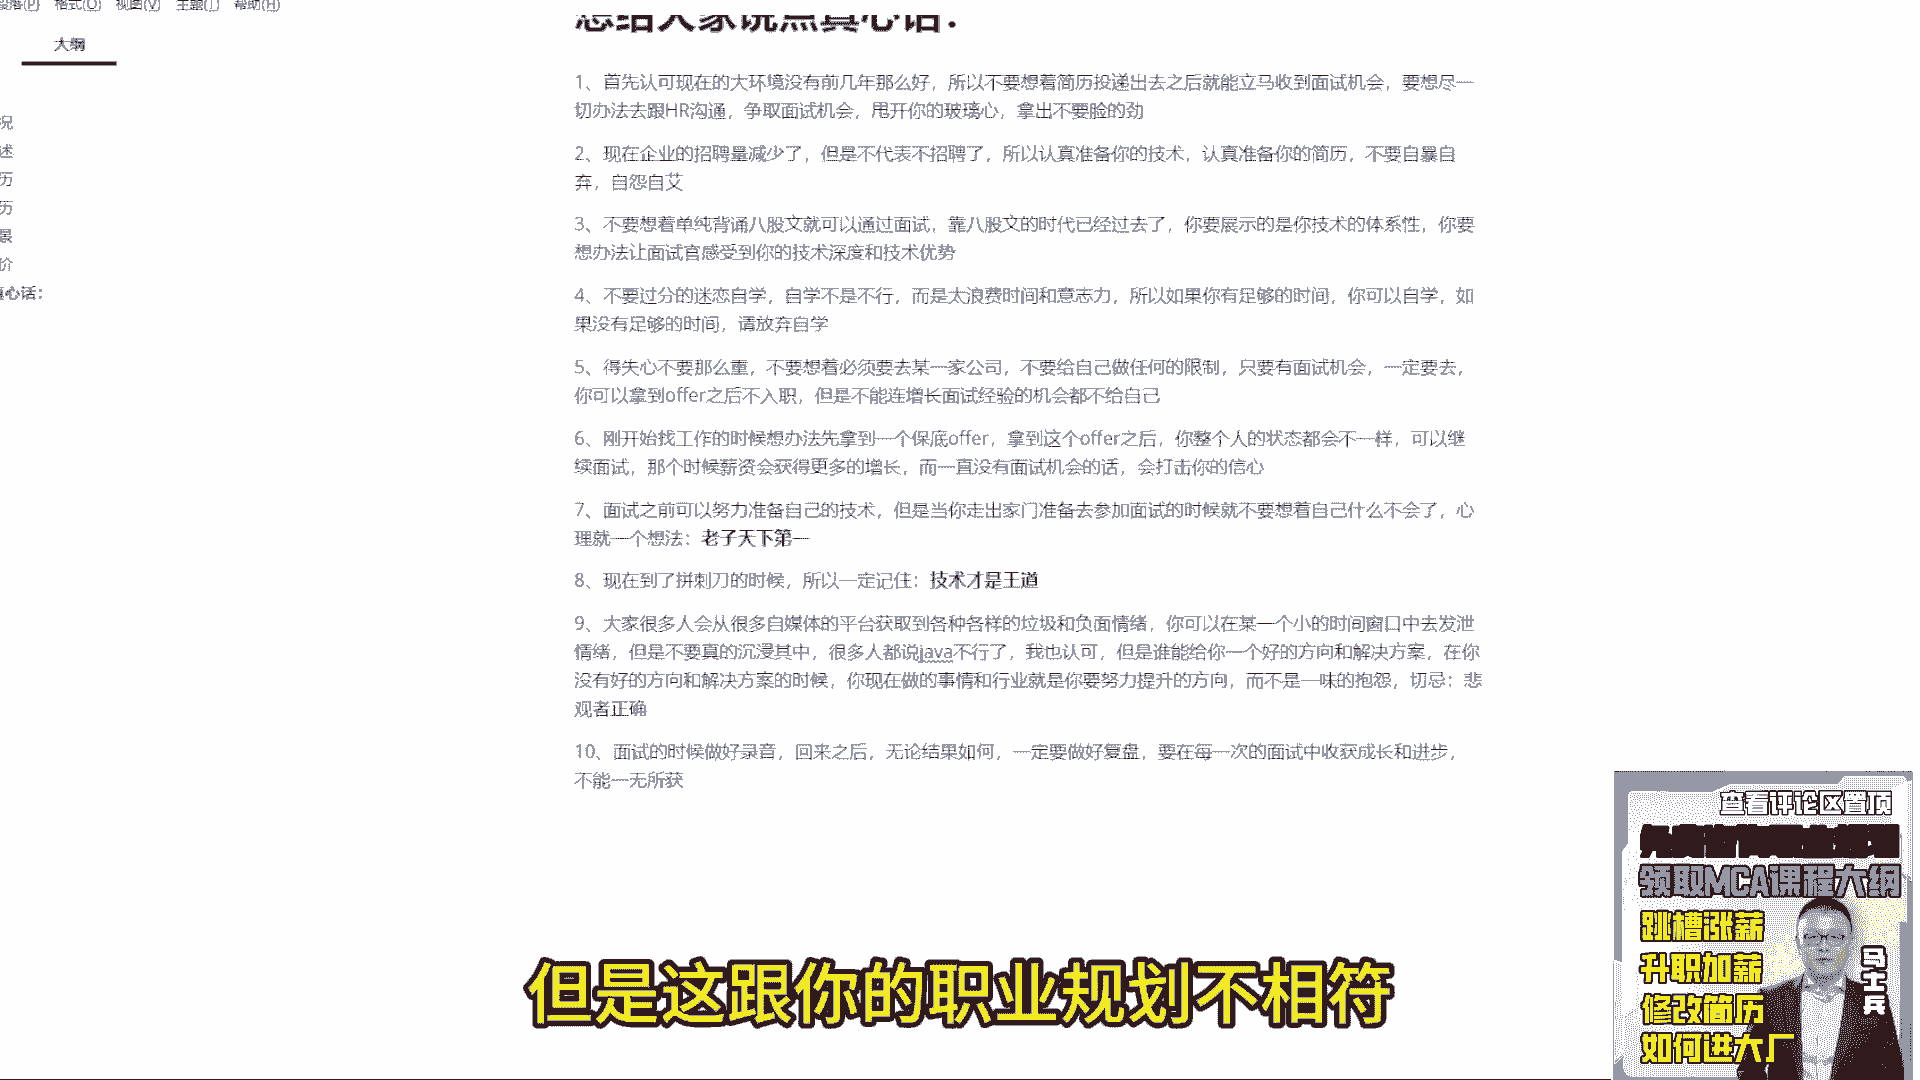 段落(P) 格式(O) 视图(V) 主题(T) 帮助(H)
大纲
况
述
历
历
景
价
真心话：
想给大家说点真心话：
1、首先认可现在的大环境没有前几年那么好，所以不要想着简历投递出去之后就能立马收到面试机会，要想尽一
切办法去跟HR沟通，争取面试机会，甩开你的玻璃心，拿出不要脸的劲
2、现在企业的招聘量减少了，但是不代表不招聘了，所以认真准备你的技术，认真准备你的简历，不要自暴自
弃，自怨自艾
3、不要想着单纯背诵八股文就可以通过面试，靠八股文的时代已经过去了，你要展示的是你技术的体系性，你要
想办法让面试官感受到你的技术深度和技术优势
4、不要过分的迷恋自学，自学不是不行，而是太浪费时间和意志力，所以如果你有足够的时间，你可以自学，如
果没有足够的时间，请放弃自学
5、得失心不要那么重，不要想着必须要去某一家公司，不要给自己做任何的限制，只要有面试机会，一定要去，
你可以拿到offer之后不入职，但是不能连增长面试经验的机会都不给自己
6、刚开始找工作的时候想办法先拿到一个保底offer，拿到这个offer之后，你整个人的状态都会不一样，可以继
续面试，那个时候薪资会获得更多的增长，而一直没有面试机会的话，会打击你的信心
7、面试之前可以努力准备自己的技术，但是当你走出家门准备去参加面试的时候就不要想着自己什么不会了，心
理就一个想法：老子天下第一
8、现在到了拼刺刀的时候，所以一定记住：技术才是王道
9、大家很多人会从很多自媒体的平台获取到各种各样的垃圾和负面情绪，你可以在某一个小的时间窗口中去发泄
情绪，但是不要真的沉浸其中，很多人都说java不行了，我也认可，但是谁能给你一个好的方向和解决方案，在你
没有好的方向和解决方案的时候，你现在做的事情和行业就是你要努力提升的方向，而不是一味的抱怨，切忌：悲
观者正确
10、面试的时候做好录音，回来之后，无论结果如何，一定要做好复盘，要在每一次的面试中收获成长和进步，
不能一无所获
查看评论区置顶
领取MCA课程大纲
跳槽涨薪
升职加薪
修改简历
如何进大厂
马士兵
但是这跟你的职业规划不相符